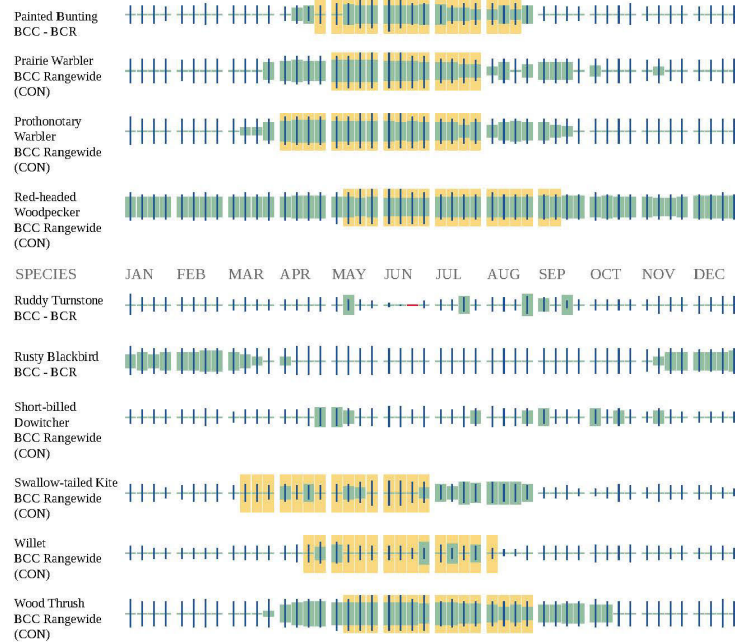 Painted Bunting
BCC - BCR
Prairie Warbler
BCC Rangewide
(CON)
Prothonotary
Warbler
BCC Rangewide
(CON)
Red-headed
Woodpecker
BCC Rangewide
(CON)
SPECIES JAN FEB MAR APR MAY JUN JUL AUG SEP OCT NOV DEC
Ruddy Turnstone
BCC - BCR
Rusty Blackbird
BCC - BCR
Short-billed
Dowitcher
BCC Rangewide
(CON)
Swallow-tailed Kite
BCC Rangewide
(CON)
Willet
BCC Rangewide
(CON)
Wood Thrush
BCC Rangewide
(CON)